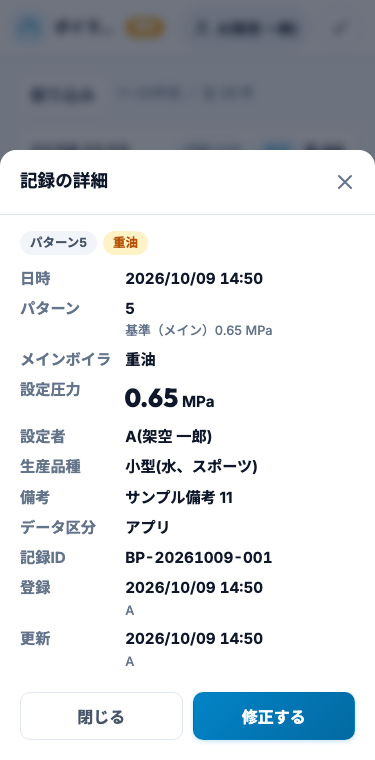 絞り込み
記録の詳細
パターン5 重油
日時 2026/10/09 14:50
パターン 5
基準（メイン）0.65 MPa
メインボイラ 重油
設定圧力 0.65 MPa
設定者 A(架空 一郎)
生産品種 小型(水、スポーツ)
備考 サンプル備考 11
データ区分 アプリ
記録ID BP-20261009-001
登録 2026/10/09 14:50
A
更新 2026/10/09 14:50
A
閉じる 修正する